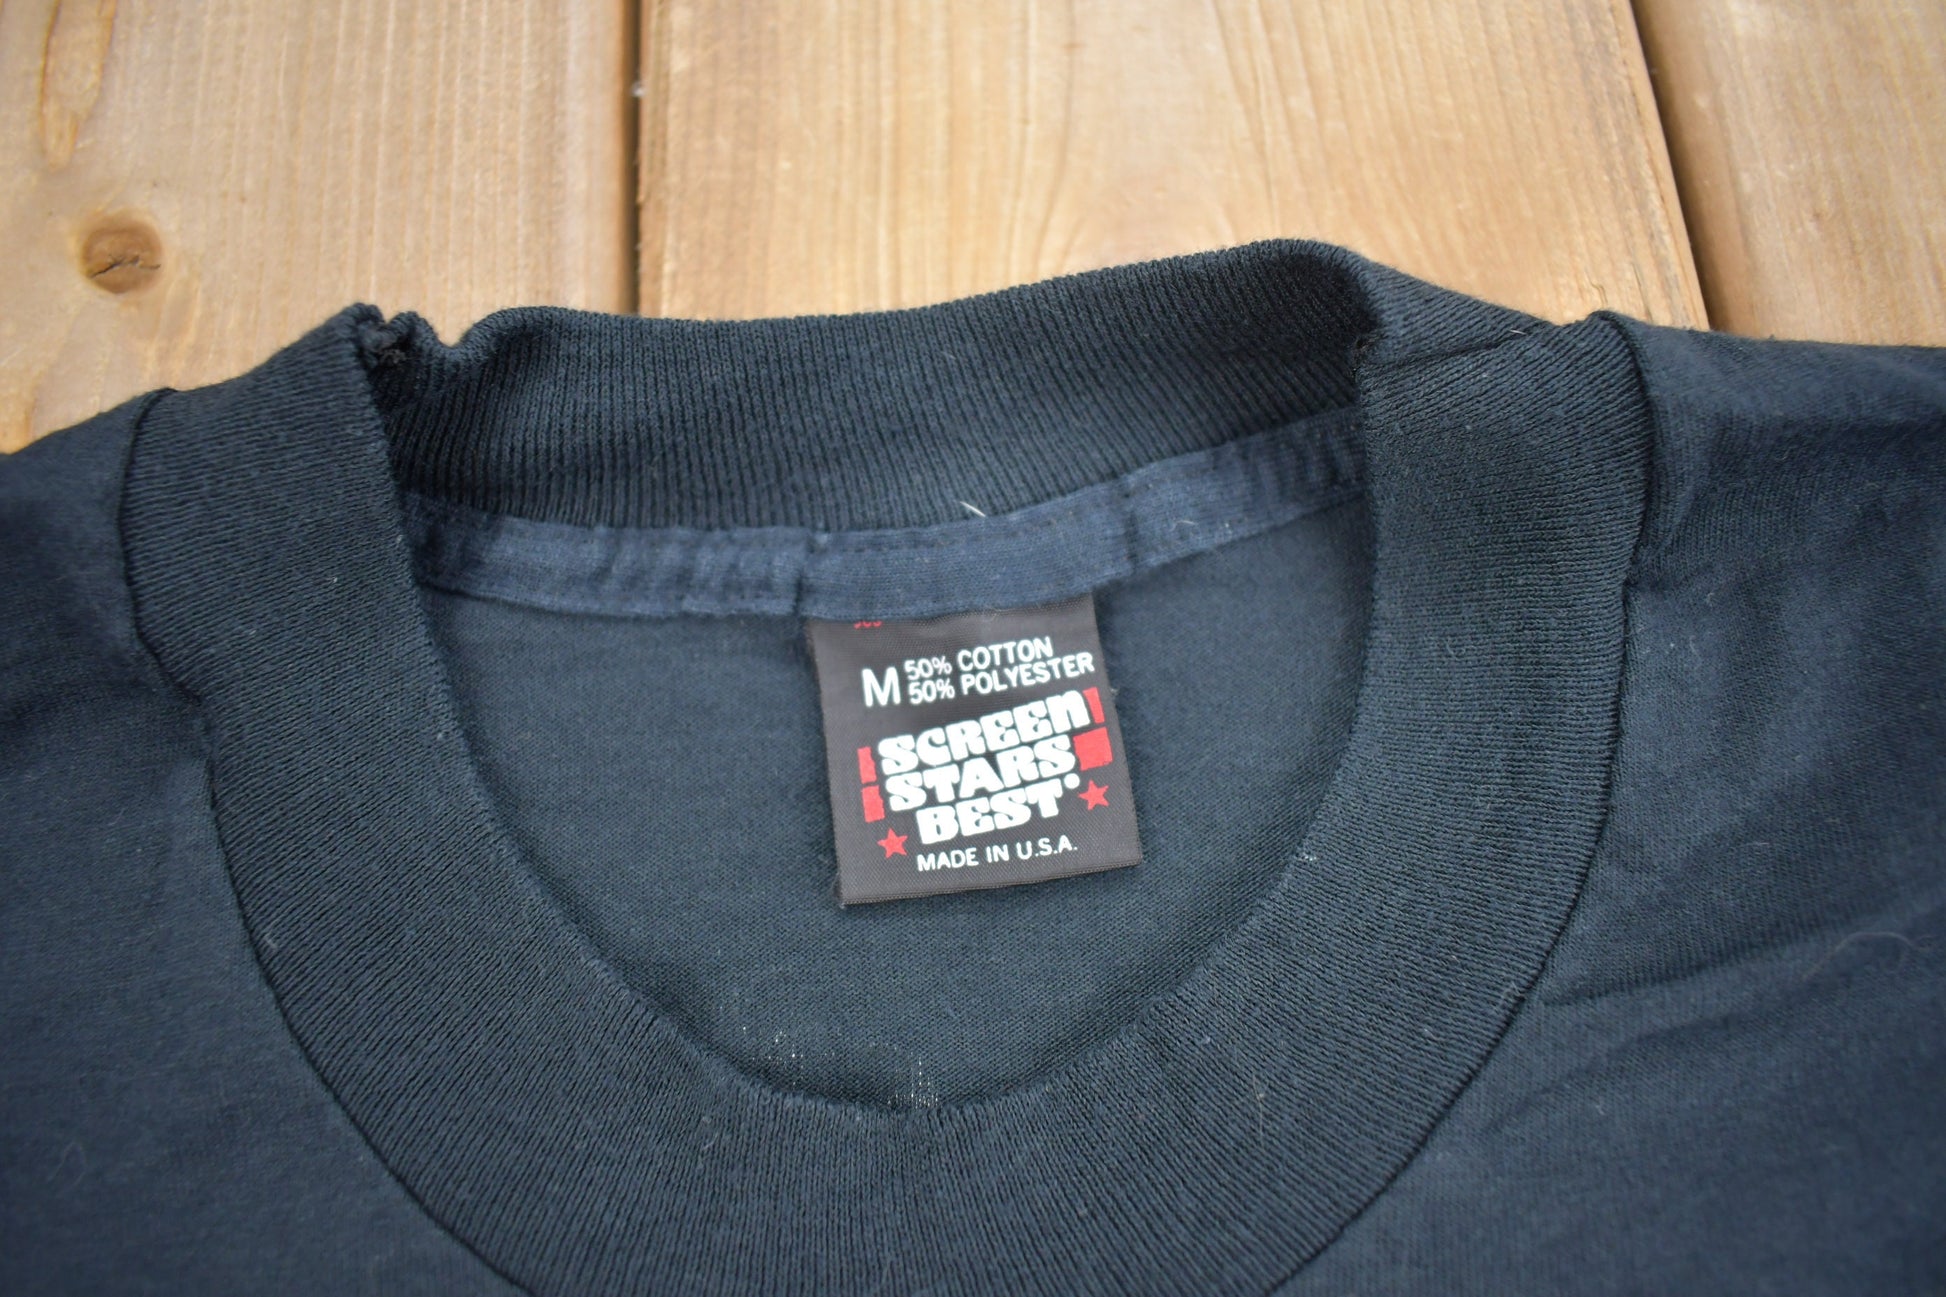 M 50% COTTON
50% POLYESTER
SCREEN
STARS
BEST
MADE IN U.S.A.